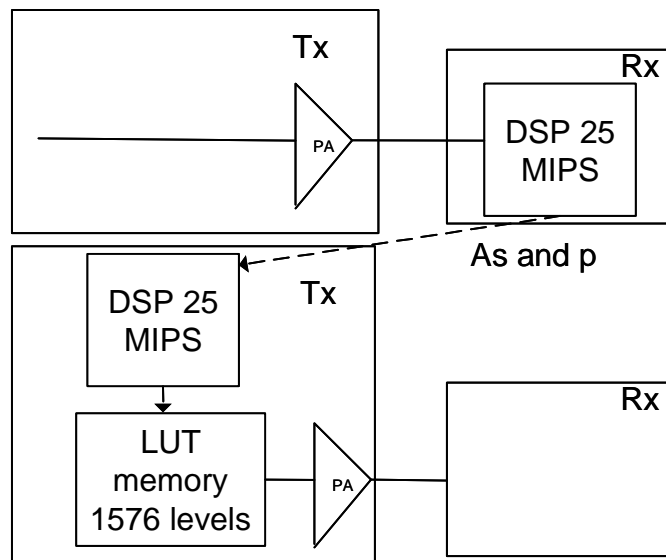 Tx
Rx
PA
DSP 25
MIPS
As and p
DSP 25
MIPS
Tx
Rx
LUT
memory
1576 levels
PA